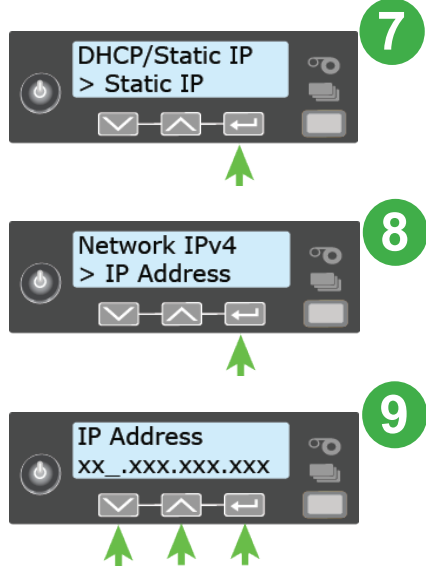 7
DHCP/Static IP
> Static IP
8
Network IPv4
> IP Address
9
IP Address
xx_.xxx.xxx.xxx